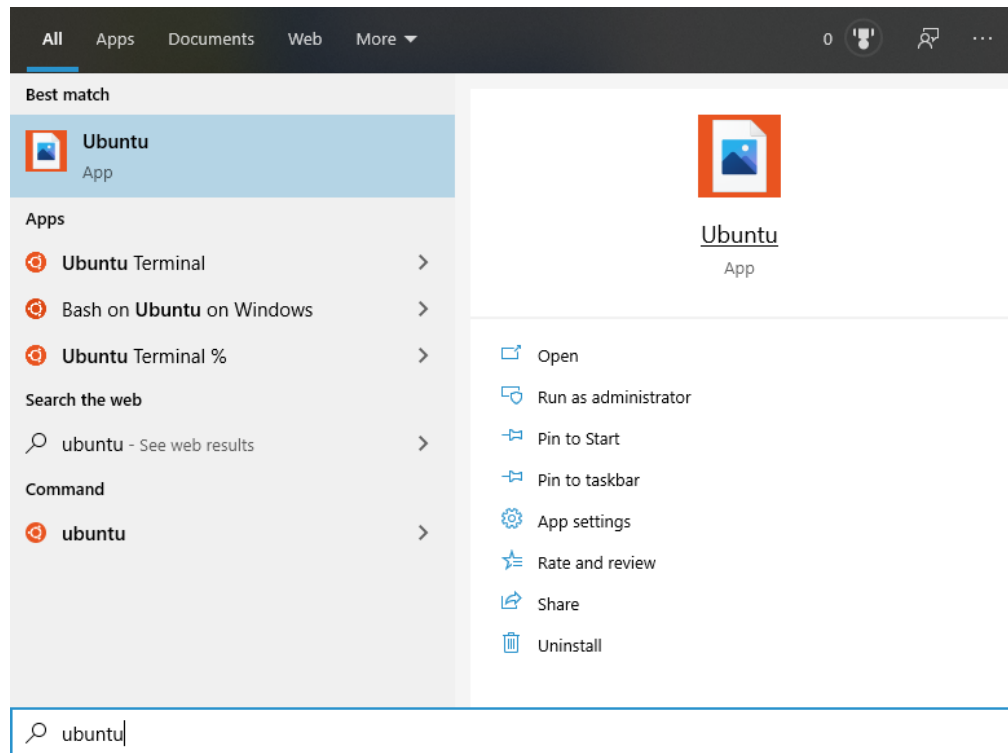 All Apps Documents Web More 0 ...
Best match
Ubuntu
App
Apps
Ubuntu Terminal
Bash on Ubuntu on Windows
Ubuntu Terminal %
Search the web
ubuntu - See web results
Command
ubuntu
Ubuntu
App
Open
Run as administrator
Pin to Start
Pin to taskbar
App settings
Rate and review
Share
Uninstall
ubuntu